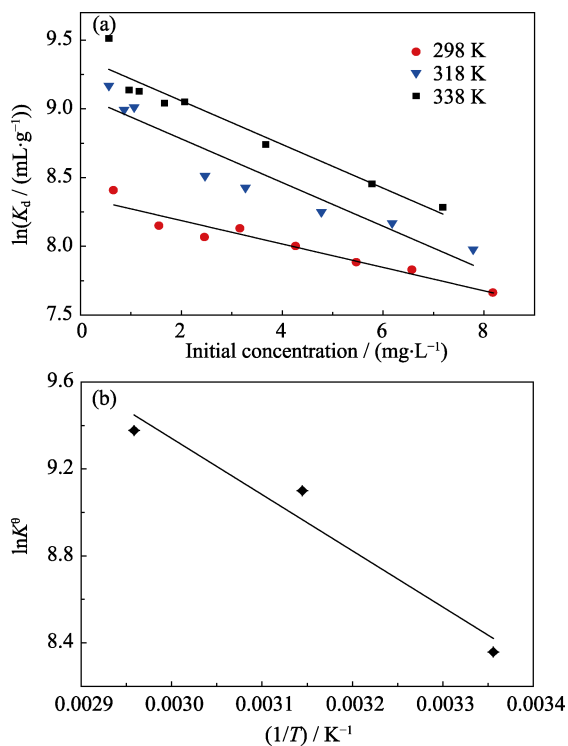 (a)
298 K
318 K
338 K
9.5
9.0
8.5
8.0
7.5
ln(K_d / (mL·g⁻¹))
0 2 4 6 8
Initial concentration / (mg·L⁻¹)
(b)
9.6
9.2
8.8
8.4
lnK^θ
0.0029 0.0030 0.0031 0.0032 0.0033 0.0034
(1/T) / K⁻¹